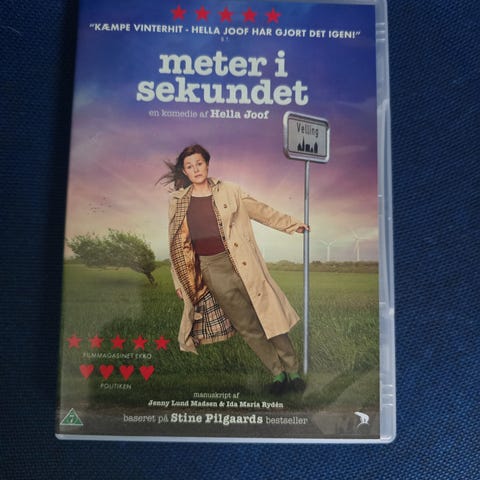 "KÆMPE VINTERHIT - HELLA JOOF HAR GJORT DET IGEN!"
B.T.
meter i
sekundet
en komedie af Hella Joof
Velling
FILMMAGASINET EKKO
POLITIKEN
manuskript af
Jenny Lund Madsen & Ida Maria Rydén
baseret på Stine Pilgaards bestseller